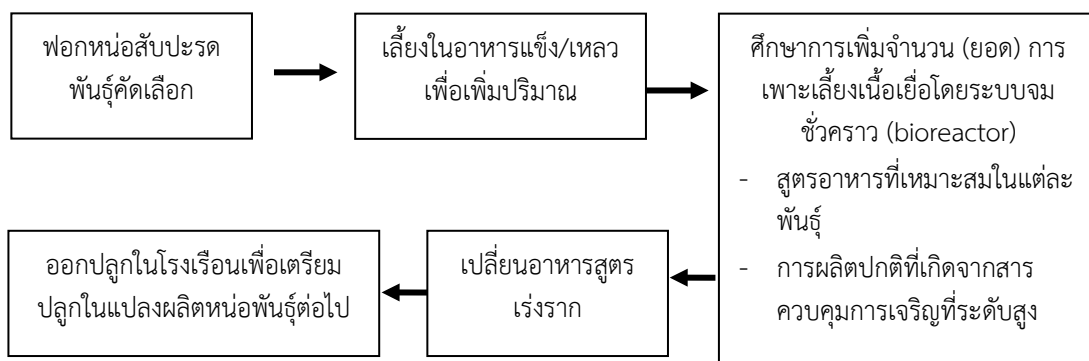 ฟอกหน่อสับปะรด
พันธุ์คัดเลือก
เลี้ยงในอาหารแข็ง/เหลว
เพื่อเพิ่มปริมาณ
ศึกษาการเพิ่มจำนวน (ยอด) การ
เพาะเลี้ยงเนื้อเยื่อโดยระบบจม
ชั่วคราว (bioreactor)
- สูตรอาหารที่เหมาะสมในแต่ละ
พันธุ์
- การผลิตปกติที่เกิดจากสาร
ควบคุมการเจริญที่ระดับสูง
เปลี่ยนอาหารสูตร
เร่งราก
ออกปลูกในโรงเรือนเพื่อเตรียม
ปลูกในแปลงผลิตหน่อพันธุ์ต่อไป